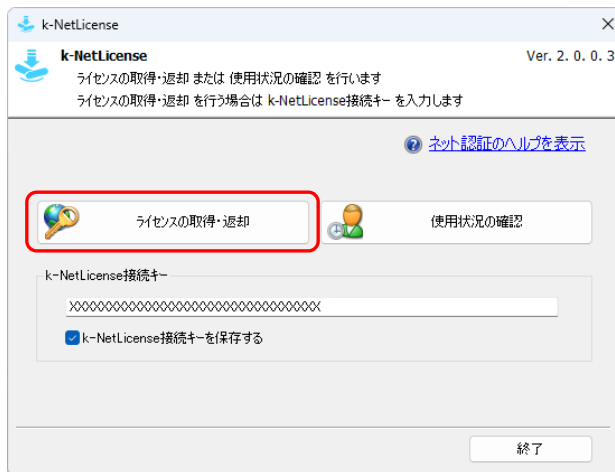 k-NetLicense
k-NetLicense
Ver. 2. 0. 0. 3
ライセンスの取得・返却 または 使用状況の確認 を行います
ライセンスの取得・返却 を行う場合は k-NetLicense接続キー を入力します
ネット認証のヘルプを表示
ライセンスの取得・返却
使用状況の確認
k-NetLicense接続キー
XXXXXXXXXXXXXXXXXXXXXXXXXXXXXXXX
k-NetLicense接続キーを保存する
終了